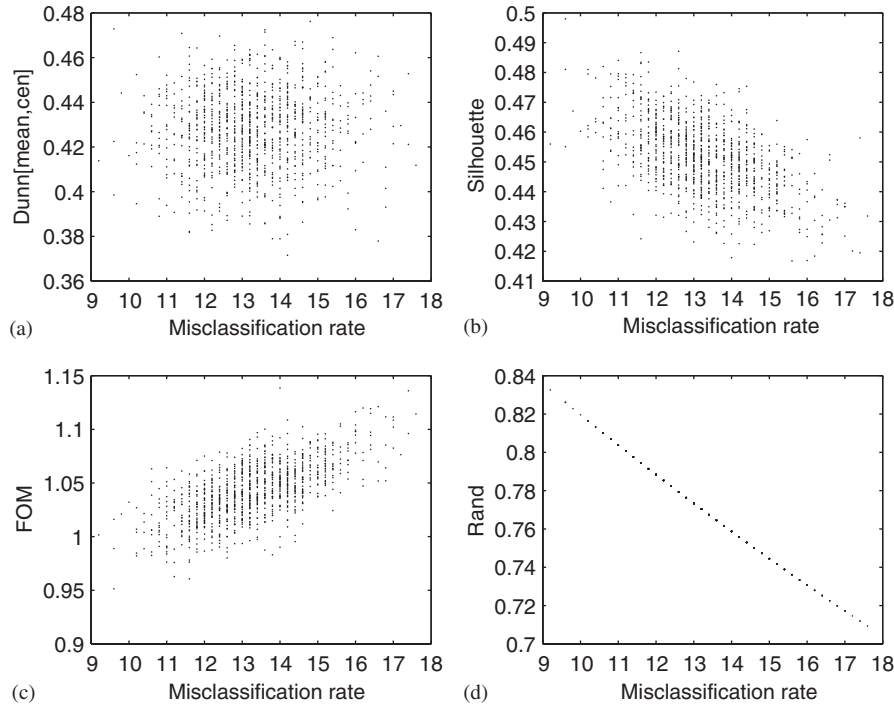 0.48
0.46
0.44
0.42
0.4
0.38
0.36
Dunn[mean,cen]
9 10 11 12 13 14 15 16 17 18
(a) Misclassification rate
0.5
0.49
0.48
0.47
0.46
0.45
0.44
0.43
0.42
0.41
Silhouette
9 10 11 12 13 14 15 16 17 18
(b) Misclassification rate
1.15
1.1
1.05
1
0.95
0.9
FOM
9 10 11 12 13 14 15 16 17 18
(c) Misclassification rate
0.84
0.82
0.8
0.78
0.76
0.74
0.72
0.7
Rand
9 10 11 12 13 14 15 16 17 18
(d) Misclassification rate